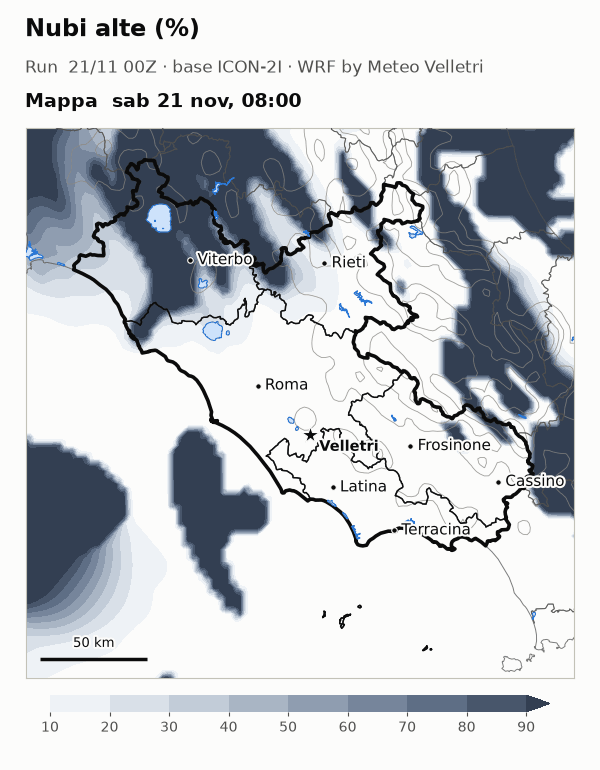 Nubi alte (%)
Run 21/11 00Z · base ICON-2I · WRF by Meteo Velletri
Mappa sab 21 nov, 08:00
Viterbo
Rieti
Roma
Velletri
Frosinone
Cassino
Latina
Terracina
50 km
10 20 30 40 50 60 70 80 90